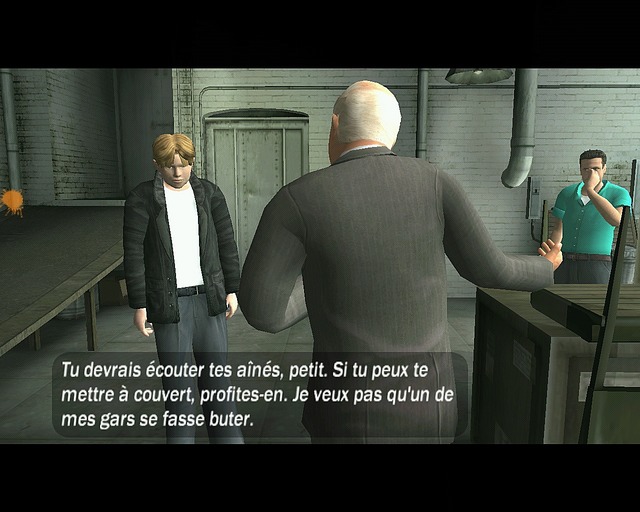 Tu devrais écouter tes aînés, petit. Si tu peux te
mettre à couvert, profites-en. Je veux pas qu'un de
mes gars se fasse buter.